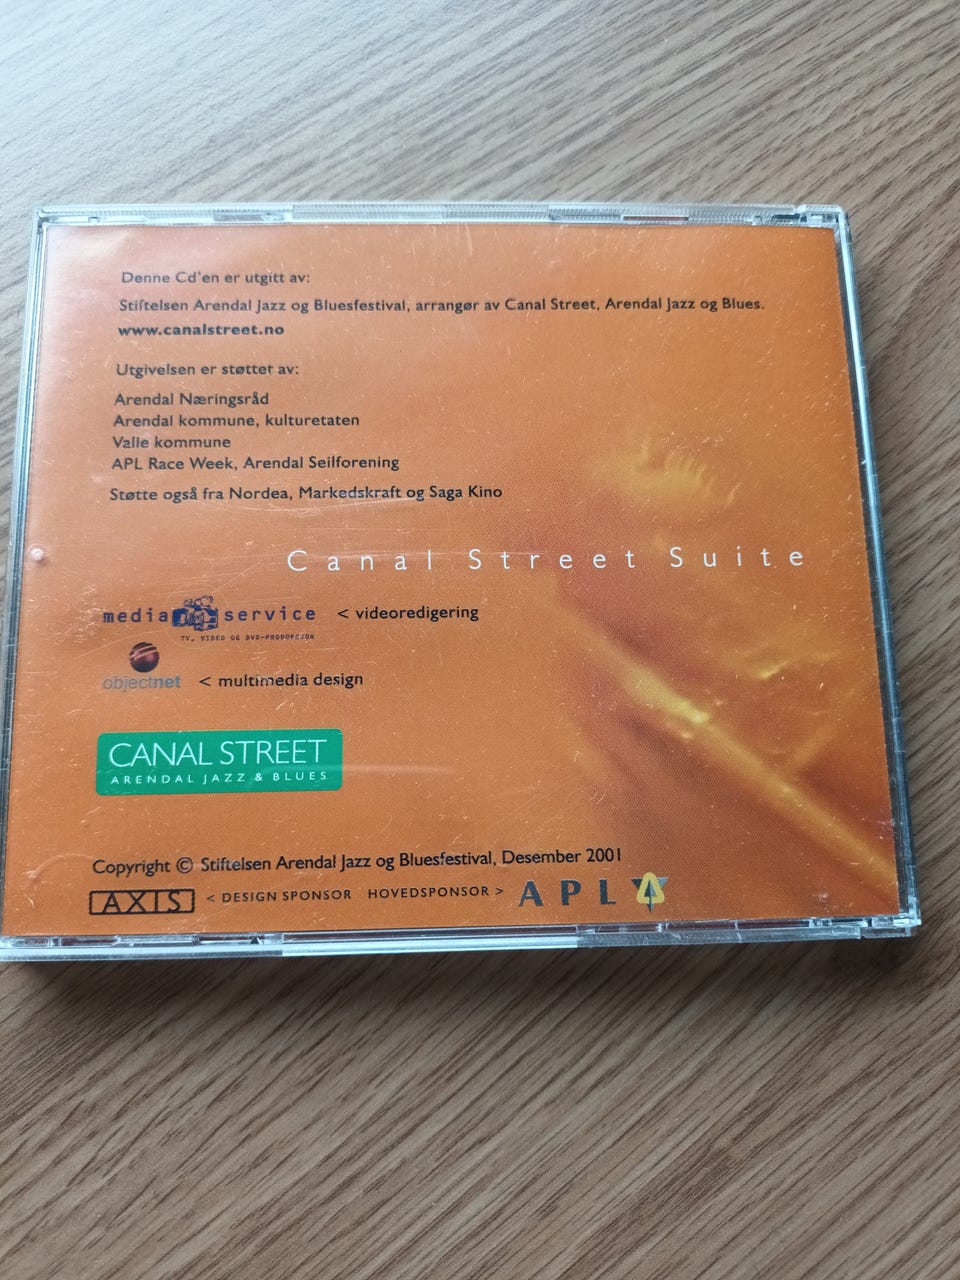 Denne Cd'en er utgitt av:
Stiftelsen Arendal Jazz og Bluesfestival, arrangør av Canal Street, Arendal Jazz og Blues.
www.canalstreet.no
Utgivelsen er støttet av:
Arendal Næringsråd
Arendal kommune, kulturetaten
Valle kommune
APL Race Week, Arendal Seilforening
Støtte også fra Nordea, Markedskraft og Saga Kino
Canal Street Suite
media service < videoredigering
TV, VIDEO OG DVD-PRODUKSJON
objectnet < multimedia design
CANAL STREET
ARENDAL JAZZ & BLUES
Copyright © Stiftelsen Arendal Jazz og Bluesfestival, Desember 2001
AXIS < DESIGN SPONSOR HOVEDSPONSOR > APL